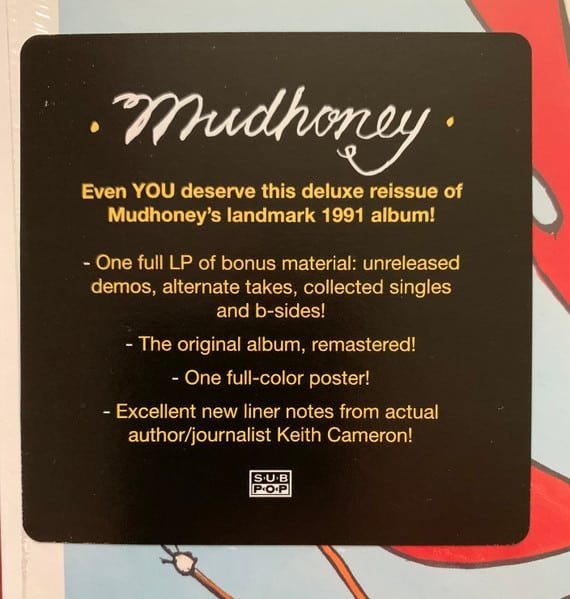 Mudhoney
Even YOU deserve this deluxe reissue of
Mudhoney's landmark 1991 album!
- One full LP of bonus material: unreleased
demos, alternate takes, collected singles
and b-sides!
- The original album, remastered!
- One full-color poster!
- Excellent new liner notes from actual
author/journalist Keith Cameron!
SUB
POP